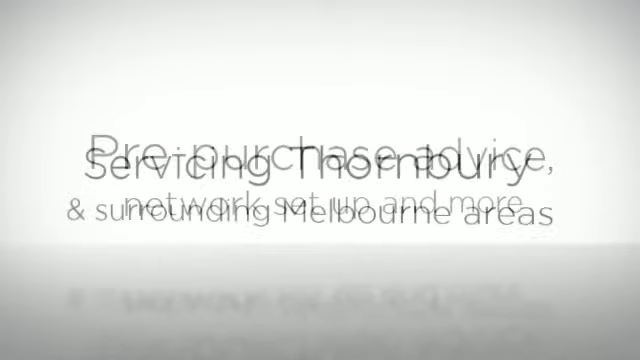 Pre-purchase advice,
network set up and more
Servicing Thornbury
& surrounding Melbourne areas